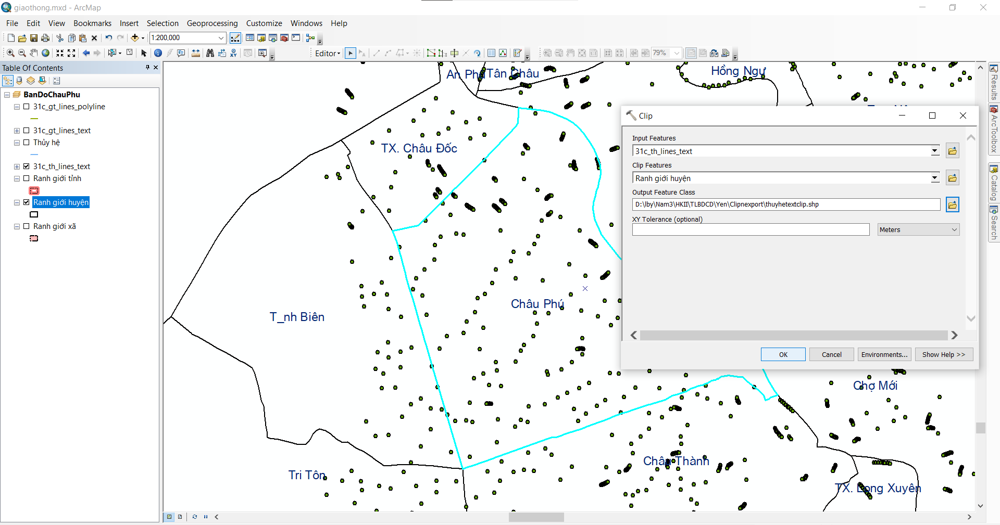 giaothong.mxd - ArcMap
File Edit View Bookmarks Insert Selection Geoprocessing Customize Windows Help
1:200,000
Editor
79%
Table Of Contents
BanDoChauPhu
31c_gt_lines_polyline
31c_gt_lines_text
Thủy hệ
31c_th_lines_text
Ranh giới tỉnh
Ranh giới huyện
Ranh giới xã
Tân Châu
Hồng Ngự
TX. Châu Đốc
Châu Phú
T_nh Biên
Tri Tôn
Chợ Mới
Châu Thành
TX. Long Xuyên
Clip
Input Features
31c_th_lines_text
Clip Features
Ranh giới huyện
Output Feature Class
D:\lby\Nam3\HKII\TLBDCD\Yen\Clipnexport\thuyhetextclip.shp
XY Tolerance (optional)
Meters
OK Cancel Environments... Show Help >>
Results
ArcToolbox
Catalog
Search